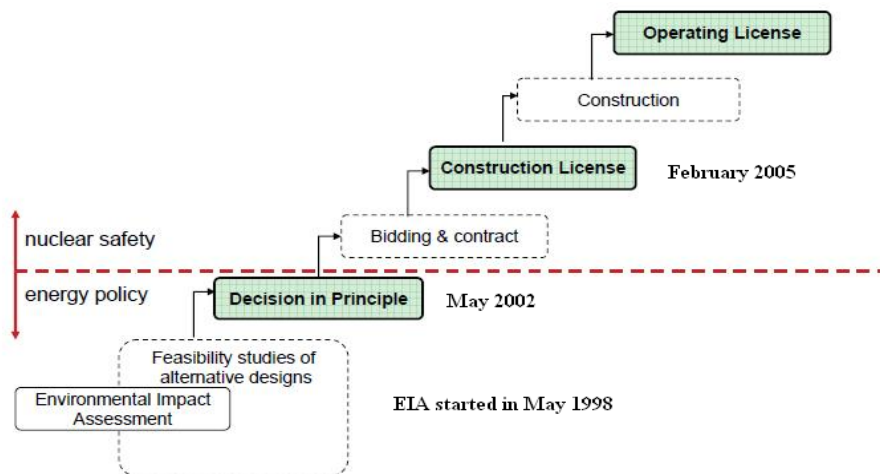 Operating License
Construction
Construction License
February 2005
nuclear safety
Bidding & contract
energy policy
Decision in Principle
May 2002
Feasibility studies of
alternative designs
Environmental Impact
Assessment
EIA started in May 1998